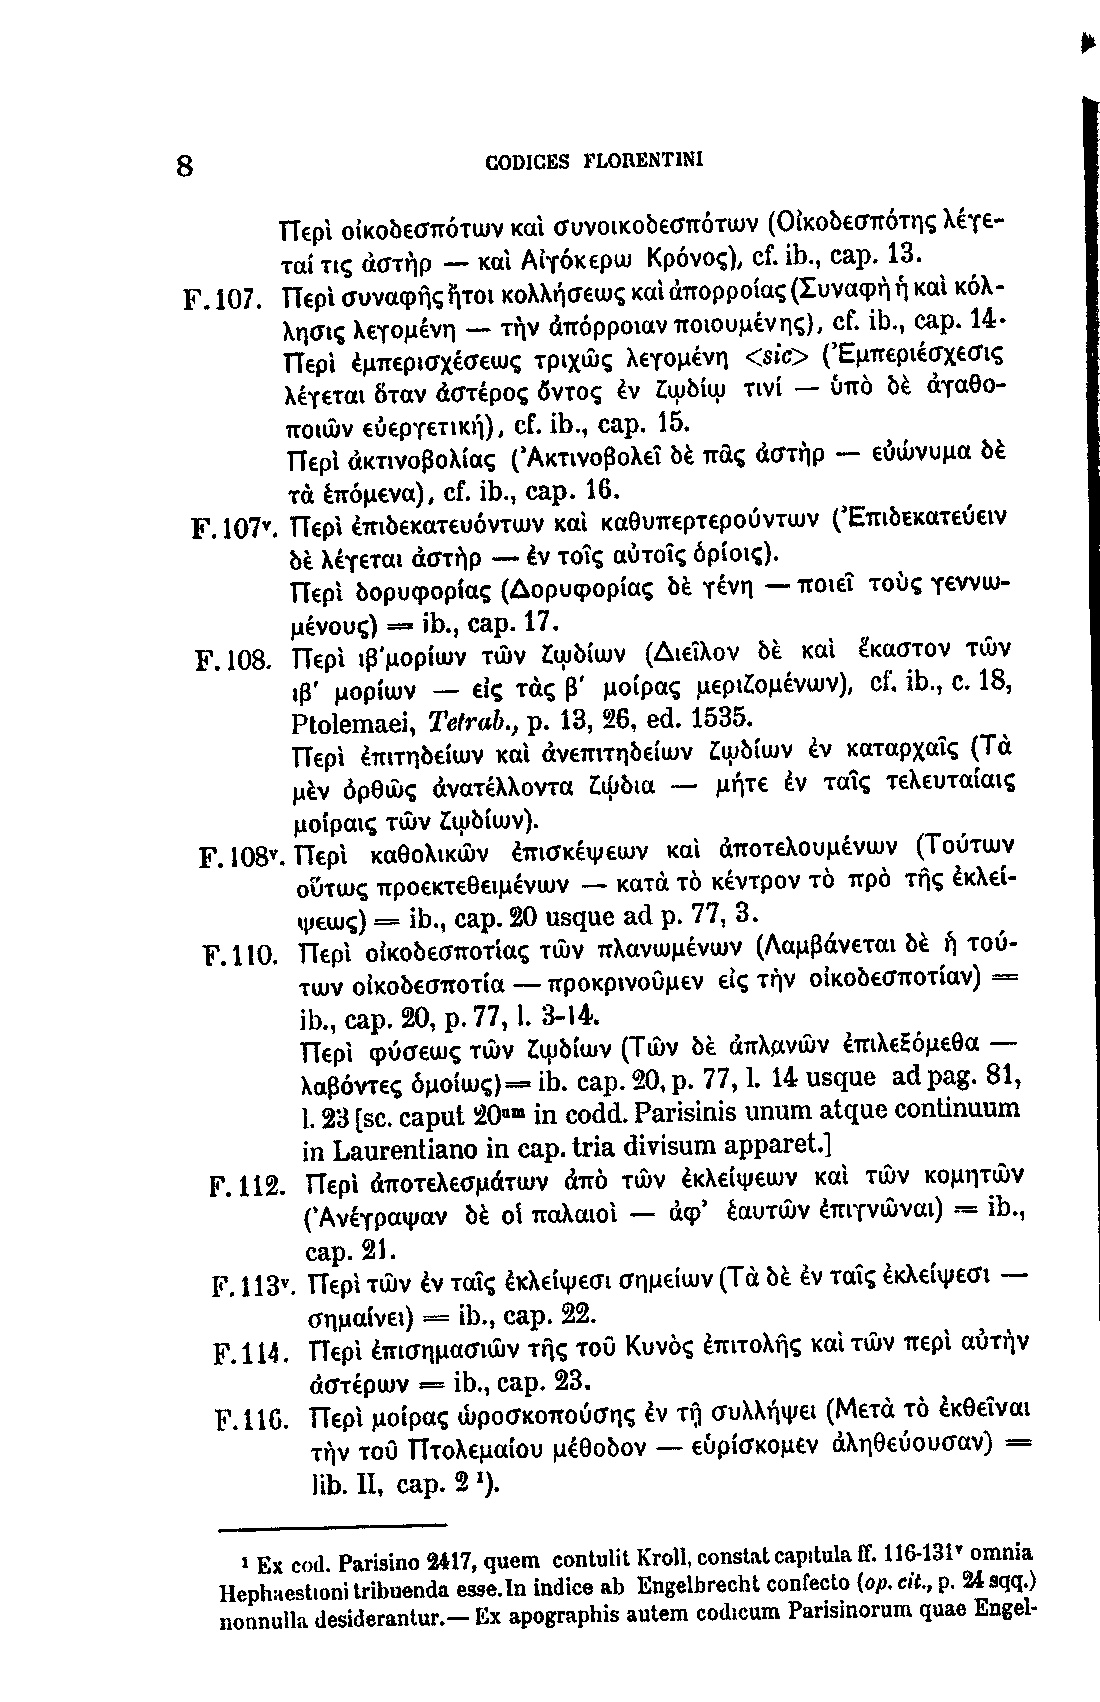 8 CODICES FLORENTINI
Περὶ οἰκοδεσπότων καὶ συνοικοδεσπότων (Οἰκοδεσπότης λέγε-
ταί τις ἀστὴρ — καὶ Αἰγόκερω Κρόνος), cf. ib., cap. 13.
F. 107. Περὶ συναφῆς ἤτοι κολλήσεως καὶ ἀπορροίας (Συναφὴ ἡ καὶ κόλ-
λησις λεγομένη — τὴν ἀπόρροιαν ποιουμένης), cf. ib., cap. 14.
Περὶ ἐμπερισχέσεως τριχῶς λεγομένη <sic> (Ἐμπεριέσχεσις
λέγεται ὅταν ἀστέρος ὄντος ἐν ζῳδίῳ τινί — ὑπὸ δὲ ἀγαθο-
ποιῶν εὐεργετική), cf. ib., cap. 15.
Περὶ ἀκτινοβολίας (Ἀκτινοβολεῖ δὲ πᾶς ἀστὴρ — εὐώνυμα δὲ
τὰ ἑπόμενα), cf. ib., cap. 16.
F. 107ᵛ. Περὶ ἐπιδεκατευόντων καὶ καθυπερτερούντων (Ἐπιδεκατεύειν
δὲ λέγεται ἀστὴρ — ἐν τοῖς αὐτοῖς ὁρίοις).
Περὶ δορυφορίας (Δορυφορίας δὲ γένη — ποιεῖ τοὺς γεννω-
μένους) = ib., cap. 17.
F. 108. Περὶ ιβ'μορίων τῶν ζῳδίων (Διεῖλον δὲ καὶ ἕκαστον τῶν
ιβ' μορίων — εἰς τὰς β' μοίρας μεριζομένων), cf. ib., c. 18,
Ptolemaei, Tetrab., p. 13, 26, ed. 1535.
Περὶ ἐπιτηδείων καὶ ἀνεπιτηδείων ζῳδίων ἐν καταρχαῖς (Τὰ
μὲν ὀρθῶς ἀνατέλλοντα ζῴδια — μήτε ἐν ταῖς τελευταίαις
μοίραις τῶν ζῳδίων).
F. 108ᵛ. Περὶ καθολικῶν ἐπισκέψεων καὶ ἀποτελουμένων (Τούτων
οὕτως προεκτεθειμένων — κατὰ τὸ κέντρον τὸ πρὸ τῆς ἐκλεί-
ψεως) = ib., cap. 20 usque ad p. 77, 3.
F. 110. Περὶ οἰκοδεσποτίας τῶν πλανωμένων (Λαμβάνεται δὲ ἡ τού-
των οἰκοδεσποτία — προκρινοῦμεν εἰς τὴν οἰκοδεσποτίαν) =
ib., cap. 20, p. 77, l. 3-14.
Περὶ φύσεως τῶν ζῳδίων (Τῶν δὲ ἀπλανῶν ἐπιλεξόμεθα —
λαβόντες ὁμοίως) = ib. cap. 20, p. 77, l. 14 usque ad pag. 81,
l. 23 [sc. caput 20ᵘᵐ in codd. Parisinis unum atque continuum
in Laurentiano in cap. tria divisum apparet.]
F. 112. Περὶ ἀποτελεσμάτων ἀπὸ τῶν ἐκλείψεων καὶ τῶν κομητῶν
(Ἀνέγραψαν δὲ οἱ παλαιοὶ — ἀφ' ἑαυτῶν ἐπιγνῶναι) = ib.,
cap. 21.
F. 113ᵛ. Περὶ τῶν ἐν ταῖς ἐκλείψεσι σημείων (Τὰ δὲ ἐν ταῖς ἐκλείψεσι —
σημαίνει) = ib., cap. 22.
F. 114. Περὶ ἐπισημασιῶν τῆς τοῦ Κυνὸς ἐπιτολῆς καὶ τῶν περὶ αὐτὴν
ἀστέρων = ib., cap. 23.
F. 116. Περὶ μοίρας ὡροσκοπούσης ἐν τῇ συλλήψει (Μετὰ τὸ ἐκθεῖναι
τὴν τοῦ Πτολεμαίου μέθοδον — εὑρίσκομεν ἀληθεύουσαν) =
lib. II, cap. 2 ¹).
¹ Ex cod. Parisino 2417, quem contulit Kroll, constat capitula ff. 116-131ᵛ omnia
Hephaestioni tribuenda esse. In indice ab Engelbrecht confecto (op. cit., p. 24 sqq.)
nonnulla desiderantur. — Ex apographis autem codicum Parisinorum quae Engel-